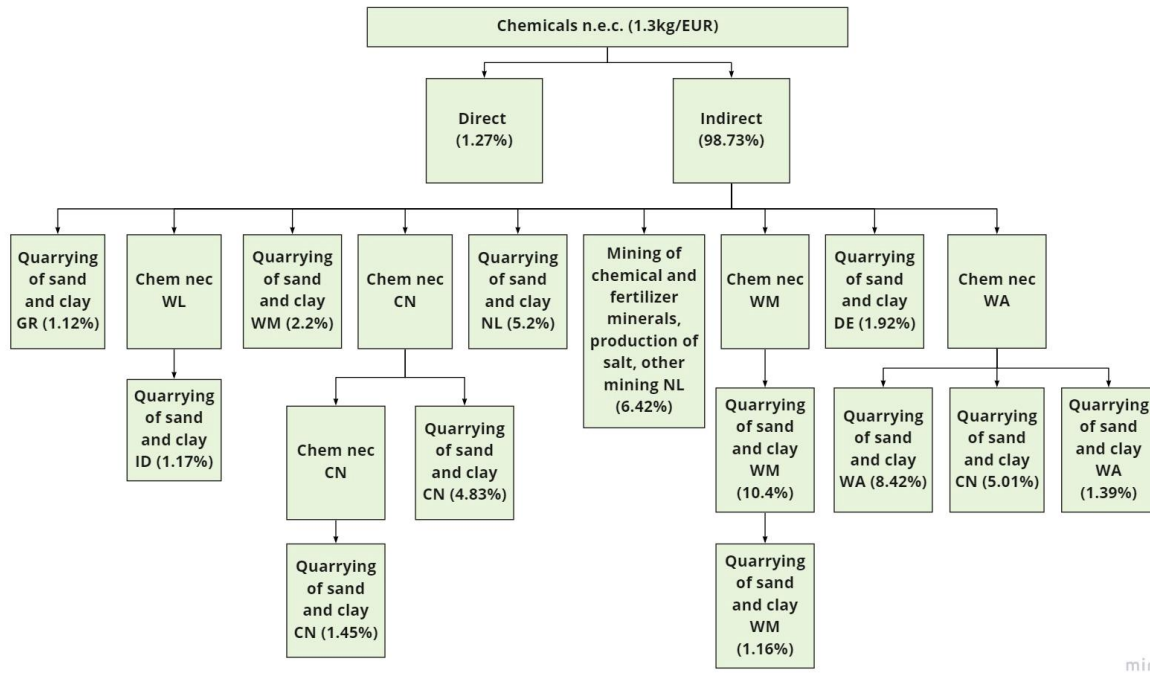 Chemicals n.e.c. (1.3kg/EUR)
Direct
(1.27%)
Indirect
(98.73%)
Quarrying
of sand
and clay
GR (1.12%)
Chem nec
WL
Quarrying
of sand
and clay
WM (2.2%)
Chem nec
CN
Quarrying
of sand
and clay
NL (5.2%)
Mining of
chemical and
fertilizer
minerals,
production of
salt, other
mining NL
(6.42%)
Chem nec
WM
Quarrying
of sand
and clay
DE (1.92%)
Chem nec
WA
Quarrying
of sand
and clay
ID (1.17%)
Chem nec
CN
Quarrying
of sand
and clay
CN (4.83%)
Quarrying
of sand
and clay
WM
(10.4%)
Quarrying
of sand
and clay
WA (8.42%)
Quarrying
of sand
and clay
CN (5.01%)
Quarrying
of sand
and clay
WA
(1.39%)
Quarrying
of sand
and clay
CN (1.45%)
Quarrying
of sand
and clay
WM
(1.16%)